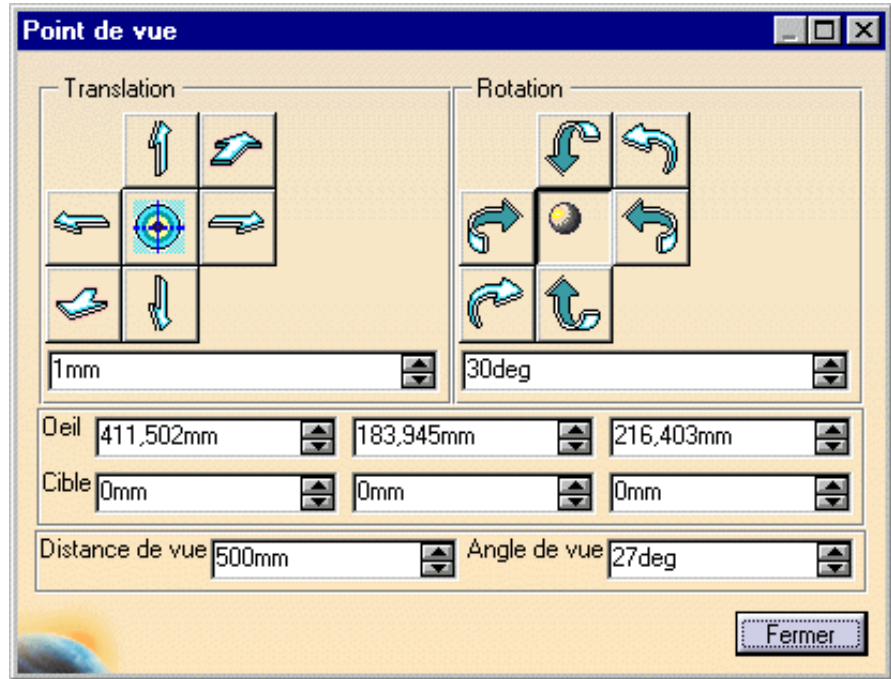 Point de vue
Translation
Rotation
1mm
30deg
Oeil 411,502mm 183,945mm 216,403mm
Cible 0mm 0mm 0mm
Distance de vue 500mm Angle de vue 27deg
Fermer